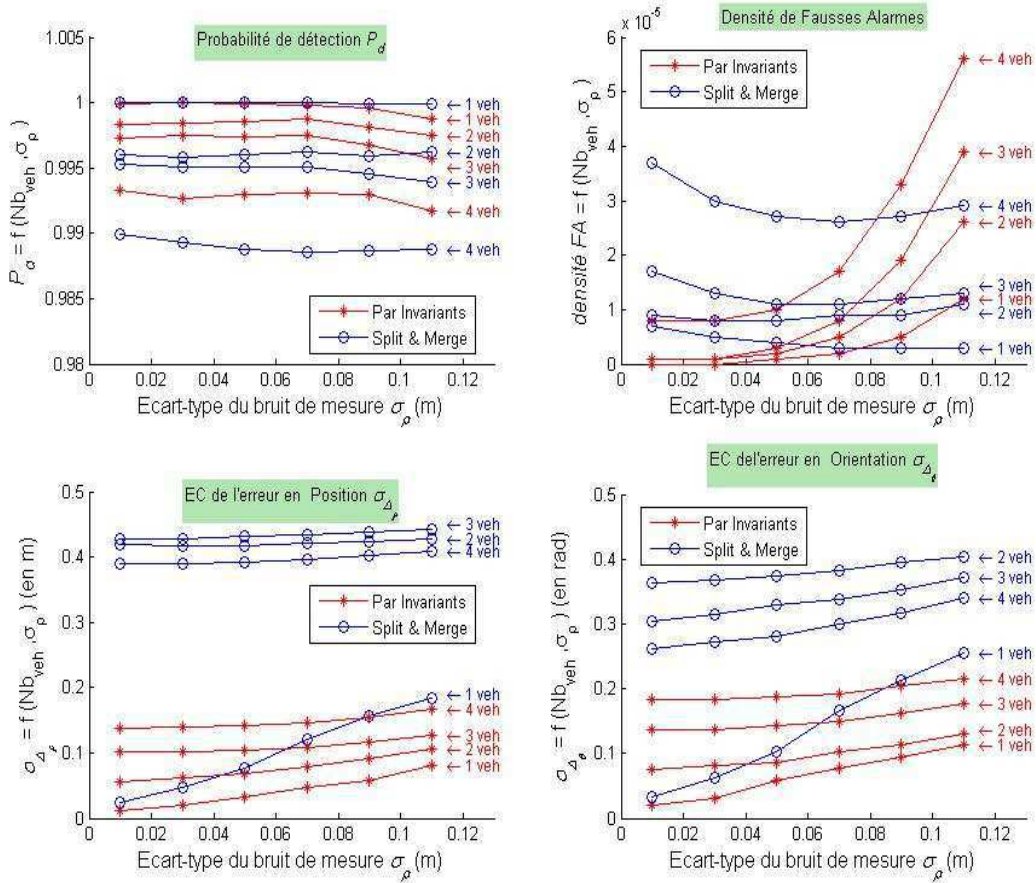 Probabilité de détection P_d
1.005
1
0.995
0.99
0.985
0.98
P_d = f (Nb_veh, σ_ρ)
← 1 veh
← 1 veh
← 2 veh
← 2 veh
← 3 veh
← 3 veh
← 4 veh
← 4 veh
Par Invariants
Split & Merge
0 0.02 0.04 0.06 0.08 0.1 0.12
Ecart-type du bruit de mesure σ_ρ (m)
Densité de Fausses Alarmes
x 10^-5
6
5
4
3
2
1
0
densité FA = f (Nb_veh, σ_ρ)
Par Invariants
Split & Merge
← 4 veh
← 3 veh
← 4 veh
← 2 veh
← 3 veh
← 1 veh
← 2 veh
← 1 veh
0 0.02 0.04 0.06 0.08 0.1 0.12
Ecart-type du bruit de mesure σ_ρ (m)
EC de l'erreur en Position σ_Δρ
0.5
0.4
0.3
0.2
0.1
0
σ_Δρ = f (Nb_veh, σ_ρ) (en m)
← 3 veh
← 2 veh
← 4 veh
Par Invariants
Split & Merge
← 1 veh
← 4 veh
← 3 veh
← 2 veh
← 1 veh
0 0.02 0.04 0.06 0.08 0.1 0.12
Ecart-type du bruit de mesure σ_ρ (m)
EC del'erreur en Orientation σ_Δθ
0.5
0.4
0.3
0.2
0.1
0
σ_Δθ = f (Nb_veh, σ_ρ) (en rad)
Par Invariants
Split & Merge
← 2 veh
← 3 veh
← 4 veh
← 1 veh
← 4 veh
← 3 veh
← 2 veh
← 1 veh
0 0.02 0.04 0.06 0.08 0.1 0.12
Ecart-type du bruit de mesure σ_ρ (m)